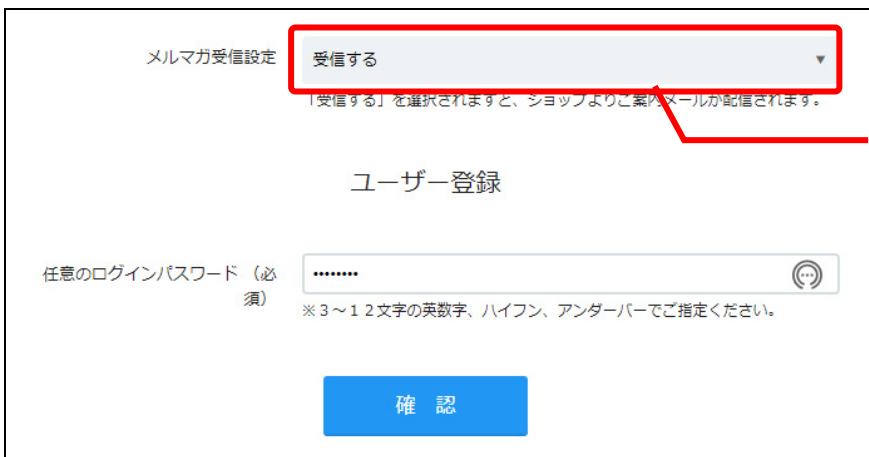 メルマガ受信設定
受信する
「受信する」を選択されますと、ショップよりご案内メールが配信されます。
ユーザー登録
任意のログインパスワード （必
須）
••••••••
※３～１２文字の英数字、ハイフン、アンダーバーでご指定ください。
確　認